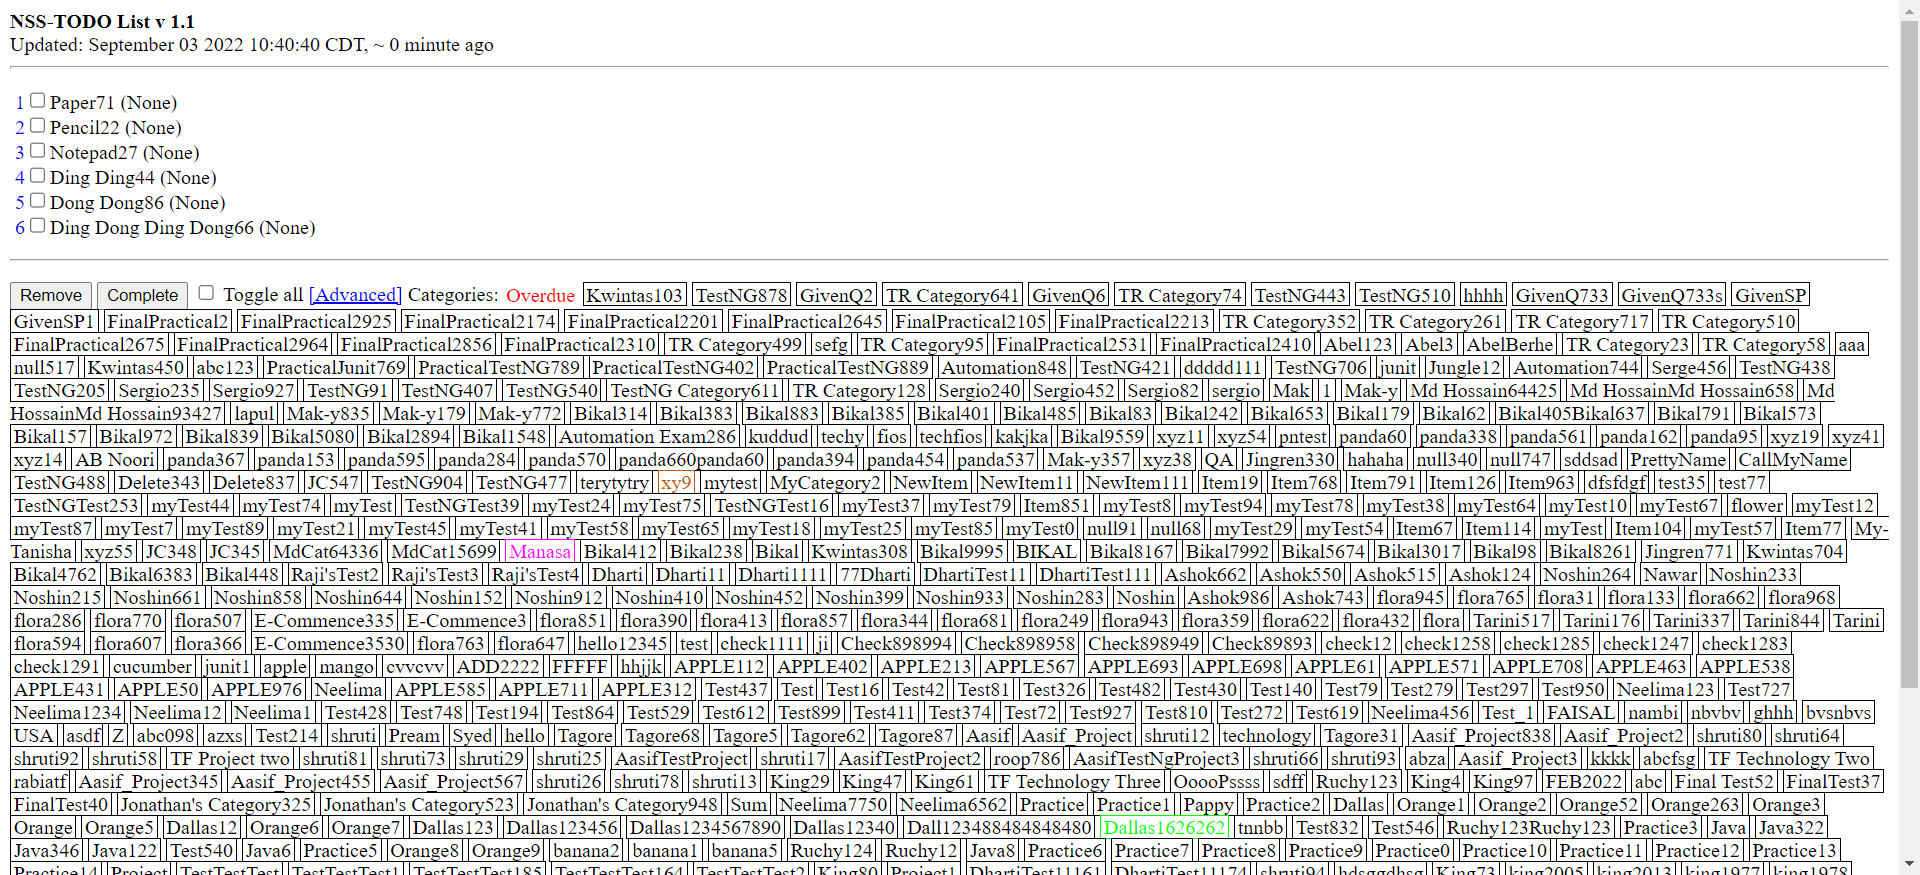 NSS-TODO List v 1.1
Updated: September 03 2022 10:40:40 CDT, ~ 0 minute ago
1 Paper71 (None)
2 Pencil22 (None)
3 Notepad27 (None)
4 Ding Ding44 (None)
5 Dong Dong86 (None)
6 Ding Dong Ding Dong66 (None)
Remove Complete Toggle all [Advanced] Categories: Overdue Kwintas103 TestNG878 GivenQ2 TR Category641 GivenQ6 TR Category74 TestNG443 TestNG510 hhhh GivenQ733 GivenQ733s GivenSP
GivenSP1 FinalPractical2 FinalPractical2925 FinalPractical2174 FinalPractical2201 FinalPractical2645 FinalPractical2105 FinalPractical2213 TR Category352 TR Category261 TR Category717 TR Category510
FinalPractical2675 FinalPractical2964 FinalPractical2856 FinalPractical2310 TR Category499 sefg TR Category95 FinalPractical2531 FinalPractical2410 Abel123 Abel3 AbelBerhe TR Category23 TR Category58 aaa
null517 Kwintas450 abc123 PracticalJunit769 PracticalTestNG789 PracticalTestNG402 PracticalTestNG889 Automation848 TestNG421 ddddd111 TestNG706 junit Jungle12 Automation744 Serge456 TestNG438
TestNG205 Sergio235 Sergio927 TestNG91 TestNG407 TestNG540 TestNG Category611 TR Category128 Sergio240 Sergio452 Sergio82 sergio Mak 1 Mak-y Md Hossain64425 Md HossainMd Hossain658 Md
HossainMd Hossain93427 lapul Mak-y835 Mak-y179 Mak-y772 Bikal314 Bikal383 Bikal883 Bikal385 Bikal401 Bikal485 Bikal83 Bikal242 Bikal653 Bikal179 Bikal62 Bikal405Bikal637 Bikal791 Bikal573
Bikal157 Bikal972 Bikal839 Bikal5080 Bikal2894 Bikal1548 Automation Exam286 kuddud techy fios techfios kakjka Bikal9559 xyz11 xyz54 pntest panda60 panda338 panda561 panda162 panda95 xyz19 xyz41
xyz14 AB Noori panda367 panda153 panda595 panda284 panda570 panda660panda60 panda394 panda454 panda537 Mak-y357 xyz38 QA Jingren330 hahaha null340 null747 sddsad PrettyName CallMyName
TestNG488 Delete343 Delete837 JC547 TestNG904 TestNG477 terytytry xy9 mytest MyCategory2 NewItem NewItem11 NewItem111 Item19 Item768 Item791 Item126 Item963 dfsfdgf test35 test77
TestNGTest253 myTest44 myTest74 myTest TestNGTest39 myTest24 myTest75 TestNGTest16 myTest37 myTest79 Item851 myTest8 myTest94 myTest78 myTest38 myTest64 myTest10 myTest67 flower myTest12
myTest87 myTest7 myTest89 myTest21 myTest45 myTest41 myTest58 myTest65 myTest18 myTest25 myTest85 myTest0 null91 null68 myTest29 myTest54 Item67 Item114 myTest Item104 myTest57 Item77 My-
Tanisha xyz55 JC348 JC345 MdCat64336 MdCat15699 Manasa Bikal412 Bikal238 Bikal Kwintas308 Bikal9995 BIKAL Bikal8167 Bikal7992 Bikal5674 Bikal3017 Bikal98 Bikal8261 Jingren771 Kwintas704
Bikal4762 Bikal6383 Bikal448 Raji'sTest2 Raji'sTest3 Raji'sTest4 Dharti Dharti11 Dharti1111 77Dharti DhartiTest11 DhartiTest111 Ashok662 Ashok550 Ashok515 Ashok124 Noshin264 Nawar Noshin233
Noshin215 Noshin661 Noshin858 Noshin644 Noshin152 Noshin912 Noshin410 Noshin452 Noshin399 Noshin933 Noshin283 Noshin Ashok986 Ashok743 flora945 flora765 flora31 flora133 flora662 flora968
flora286 flora770 flora507 E-Commence335 E-Commence3 flora851 flora390 flora413 flora857 flora344 flora681 flora249 flora943 flora359 flora622 flora432 flora Tarini517 Tarini176 Tarini337 Tarini844 Tarini
flora594 flora607 flora366 E-Commence3530 flora763 flora647 hello12345 test check1111 ji Check898994 Check898958 Check898949 Check89893 check12 check1258 check1285 check1247 check1283
check1291 cucumber junit1 apple mango cvvcvv ADD2222 FFFFF hhjjk APPLE112 APPLE402 APPLE213 APPLE567 APPLE693 APPLE698 APPLE61 APPLE571 APPLE708 APPLE463 APPLE538
APPLE431 APPLE50 APPLE976 Neelima APPLE585 APPLE711 APPLE312 Test437 Test Test16 Test42 Test81 Test326 Test482 Test430 Test140 Test79 Test279 Test297 Test950 Neelima123 Test727
Neelima1234 Neelima12 Neelima1 Test428 Test748 Test194 Test864 Test529 Test612 Test899 Test411 Test374 Test72 Test927 Test810 Test272 Test619 Neelima456 Test_1 FAISAL nambi nbvbv ghhh bvsnbvs
USA asdf Z abc098 azxs Test214 shruti Pream Syed hello Tagore Tagore68 Tagore5 Tagore62 Tagore87 Aasif Aasif_Project shruti12 technology Tagore31 Aasif_Project838 Aasif_Project2 shruti80 shruti64
shruti92 shruti58 TF Project two shruti81 shruti73 shruti29 shruti25 AasifTestProject shruti17 AasifTestProject2 roop786 AasifTestNgProject3 shruti66 shruti93 abza Aasif_Project3 kkkk abcfsg TF Technology Two
rabiatf Aasif_Project345 Aasif_Project455 Aasif_Project567 shruti26 shruti78 shruti13 King29 King47 King61 TF Technology Three OoooPssss sdff Ruchy123 King4 King97 FEB2022 abc Final Test52 FinalTest37
FinalTest40 Jonathan's Category325 Jonathan's Category523 Jonathan's Category948 Sum Neelima7750 Neelima6562 Practice Practice1 Pappy Practice2 Dallas Orange1 Orange2 Orange52 Orange263 Orange3
Orange Orange5 Dallas12 Orange6 Orange7 Dallas123 Dallas123456 Dallas1234567890 Dallas12340 Dall123488484848480 Dallas1626262 tnnbb Test832 Test546 Ruchy123Ruchy123 Practice3 Java Java322
Java346 Java122 Test540 Java6 Practice5 Orange8 Orange9 banana2 banana1 banana5 Ruchy124 Ruchy12 Java8 Practice6 Practice7 Practice8 Practice9 Practice0 Practice10 Practice11 Practice12 Practice13
Practice14 Project TestTestTest TestTestTest1 TestTestTest185 TestTestTest164 TestTestTest2 King80 Project1 DhartiTest11161 DhartiTest11174 shruti94 hdsggdhsg King73 king2005 king2013 king1977 king1978